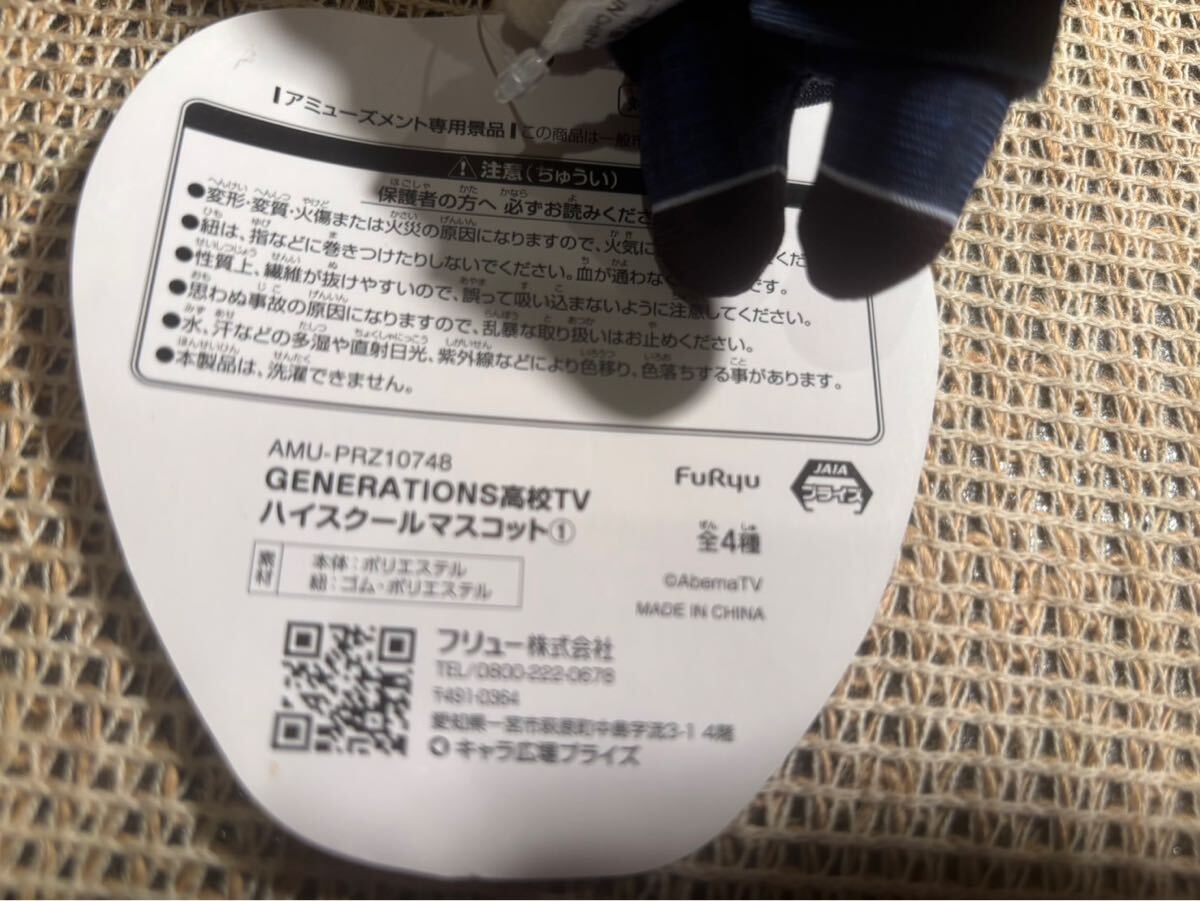 アミューズメント専用景品 この商品は一般市
注意(ちゅうい)
保護者の方へ 必ずお読みくださ
●変形・変質・火傷または火災の原因になりますので、火気に
●紐は、指などに巻きつけたりしないでください。血が通わな
●性質上、繊維が抜けやすいので、誤って吸い込まないように注意してください。
●思わぬ事故の原因になりますので、乱暴な取り扱いはお止めください。
●水、汗などの多湿や直射日光、紫外線などにより色移り、色落ちする事があります。
●本製品は、洗濯できません。
AMU-PRZ10748
GENERATIONS高校TV
ハイスクールマスコット①
FuRyu
JAIA
プライズ
全4種
素材
本体:ポリエステル
紐:ゴム・ポリエステル
©AbemaTV
MADE IN CHINA
フリュー株式会社
TEL/0800-222-0676
〒491-0364
愛知県一宮市萩原町中島字流3-1 4階
キャラ広場プライズ